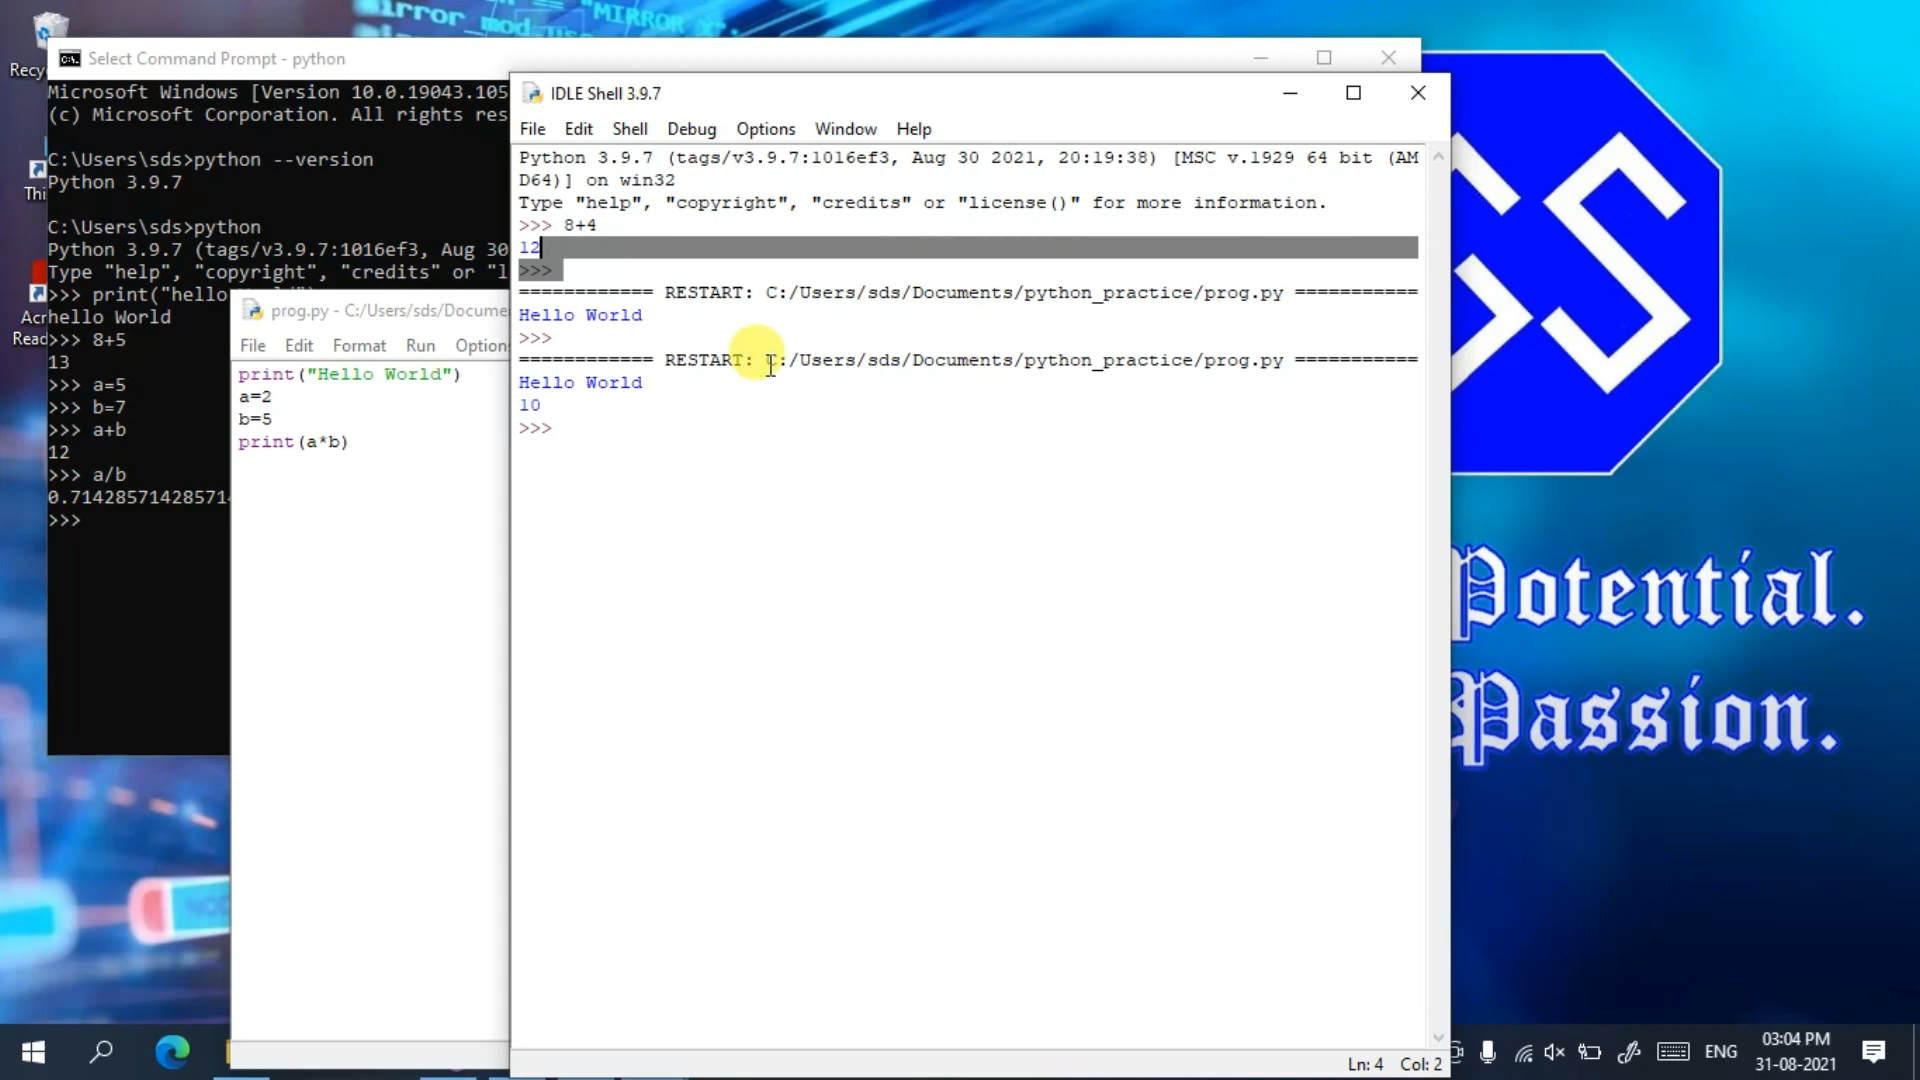 Mirror_mod_use
"MIRROR_X".
Select Command Prompt - python
Microsoft Windows [Version 10.0.19043.105
(c) Microsoft Corporation. All rights res
C:\Users\sds>python --version
Python 3.9.7
C:\Users\sds>python
Python 3.9.7 (tags/v3.9.7:1016ef3, Aug 30
Type "help", "copyright", "credits" or "l
>>> print("hello
hello World
>>> 8+5
13
>>> a=5
>>> b=7
>>> a+b
12
>>> a/b
0.714285714285714
>>>
prog.py - C:/Users/sds/Docume
File Edit Format Run Option
print("Hello World")
a=2
b=5
print(a*b)
IDLE Shell 3.9.7
File Edit Shell Debug Options Window Help
Python 3.9.7 (tags/v3.9.7:1016ef3, Aug 30 2021, 20:19:38) [MSC v.1929 64 bit (AM
D64)] on win32
Type "help", "copyright", "credits" or "license()" for more information.
>>> 8+4
12
>>>
============ RESTART: C:/Users/sds/Documents/python_practice/prog.py ===========
Hello World
>>>
============ RESTART: C:/Users/sds/Documents/python_practice/prog.py ===========
Hello World
10
>>>
Ln: 4 Col: 2
Recy
Thi
Acr
Read
GS
Potential.
Passion.
ENG
03:04 PM
31-08-2021